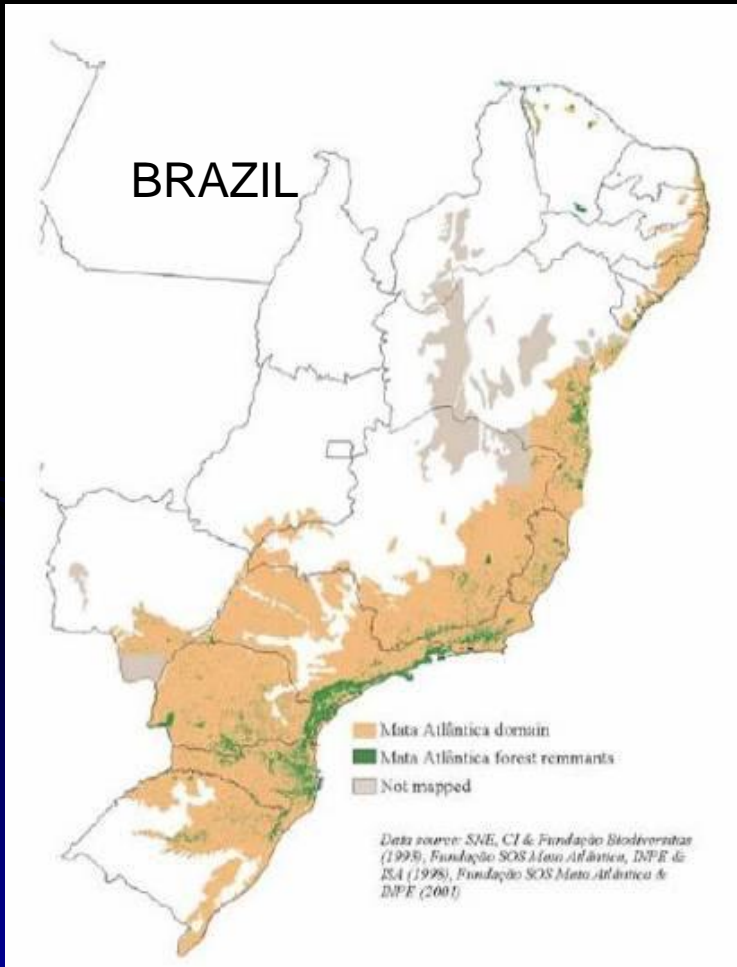 BRAZIL
Mata Atlântica domain
Mata Atlântica forest remmants
Not mapped
Data source: SNE, CI & Fundação Biodiversitas
(1993), Fundação SOS Mata Atlântica, INPE &
ISA (1998), Fundação SOS Mata Atlântica &
INPE (2001)